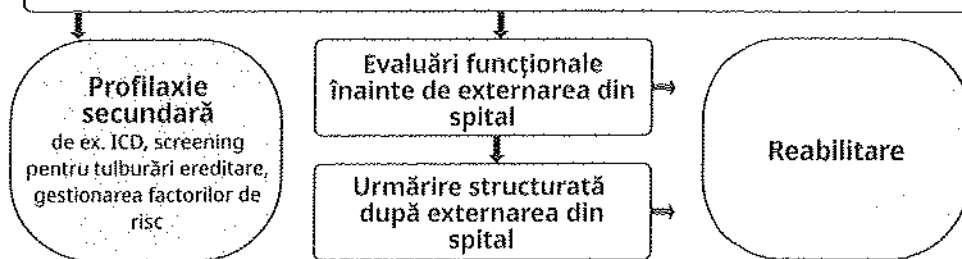 Profilaxie
secundară
de ex. ICD, screening
pentru tulburări ereditare,
gestionarea factorilor de
risc
Evaluări funcționale
înainte de externarea din
spital
Urmărire structurată
după externarea din
spital
Reabilitare